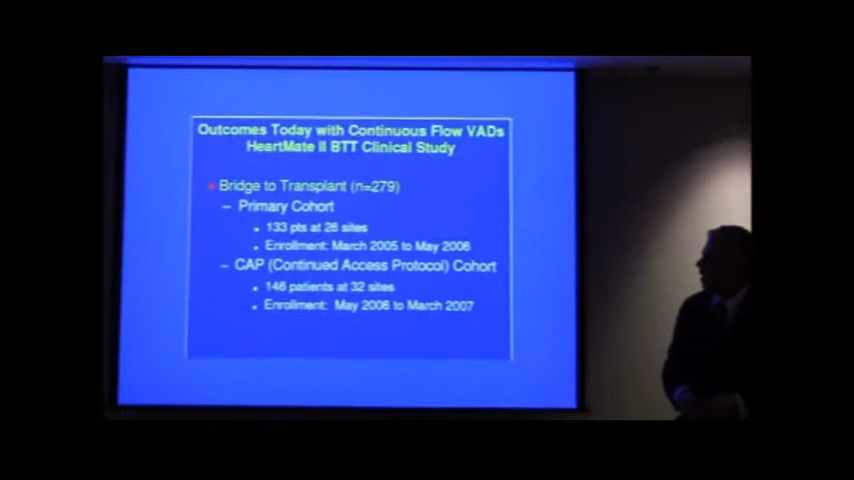 Outcomes Today with Continuous Flow VADs
HeartMate II BTT Clinical Study
Bridge to Transplant (n=279)
– Primary Cohort
133 pts at 26 sites
Enrollment: March 2005 to May 2006
– CAP (Continued Access Protocol) Cohort
146 patients at 32 sites
Enrollment: May 2006 to March 2007